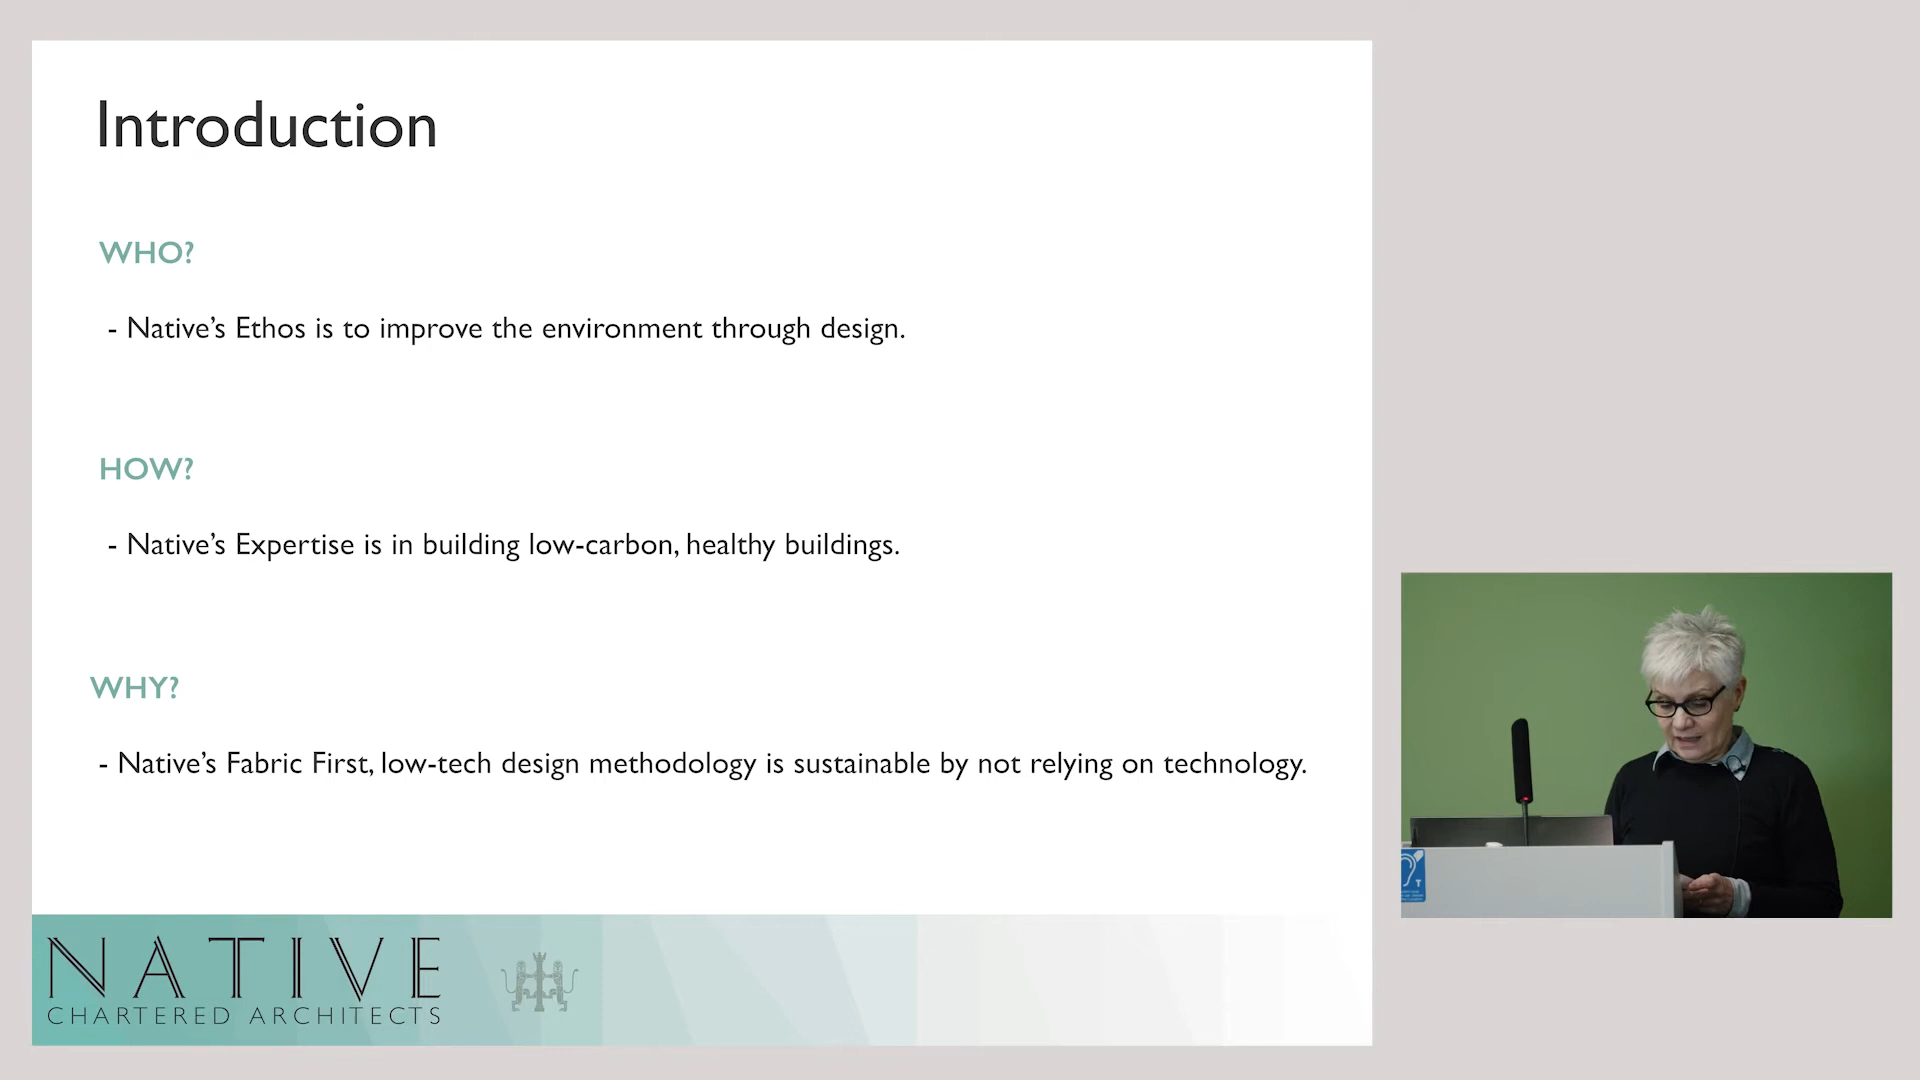 Introduction
WHO?
- Native’s Ethos is to improve the environment through design.
HOW?
- Native’s Expertise is in building low-carbon, healthy buildings.
WHY?
- Native’s Fabric First, low-tech design methodology is sustainable by not relying on technology.
NATIVE
CHARTERED ARCHITECTS
T